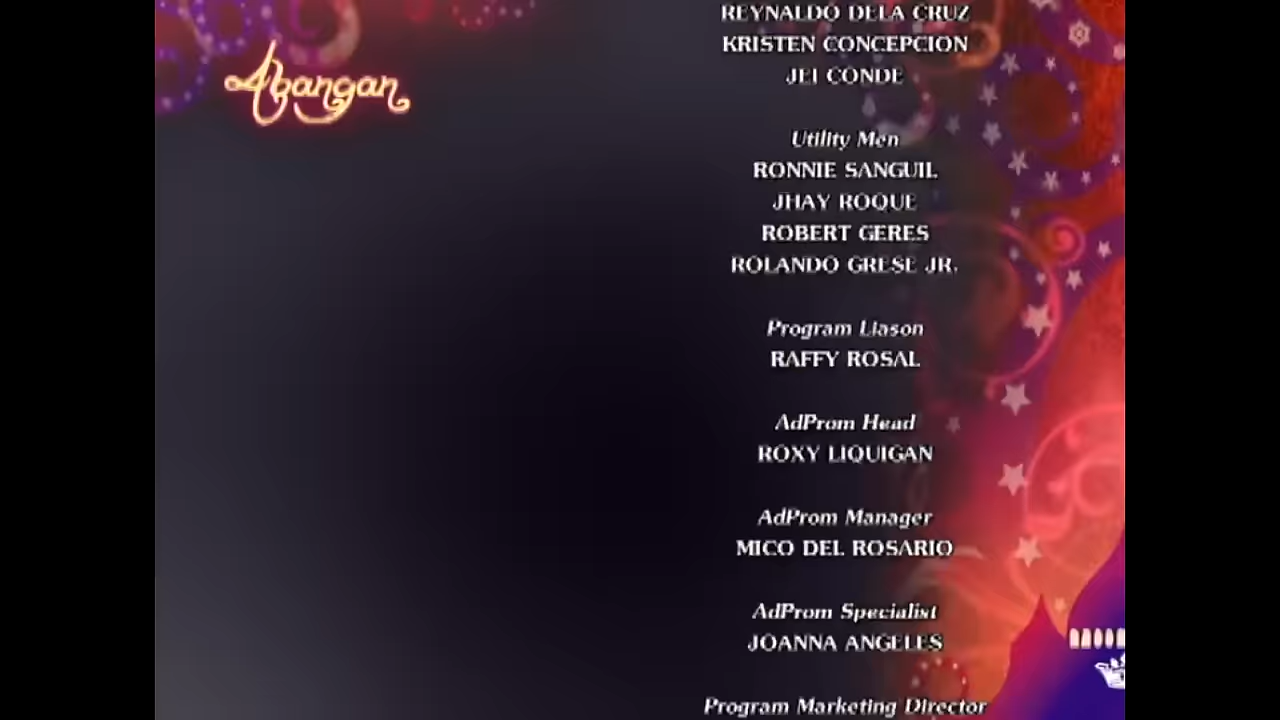 Abangan
REYNALDO DELA CRUZ
KRISTEN CONCEPCION
JEI CONDE
Utility Men
RONNIE SANGUIL
JHAY ROQUE
ROBERT GERES
ROLANDO GRESE JR.
Program Liason
RAFFY ROSAL
AdProm Head
ROXY LIQUIGAN
AdProm Manager
MICO DEL ROSARIO
AdProm Specialist
JOANNA ANGELES
Program Marketing Director